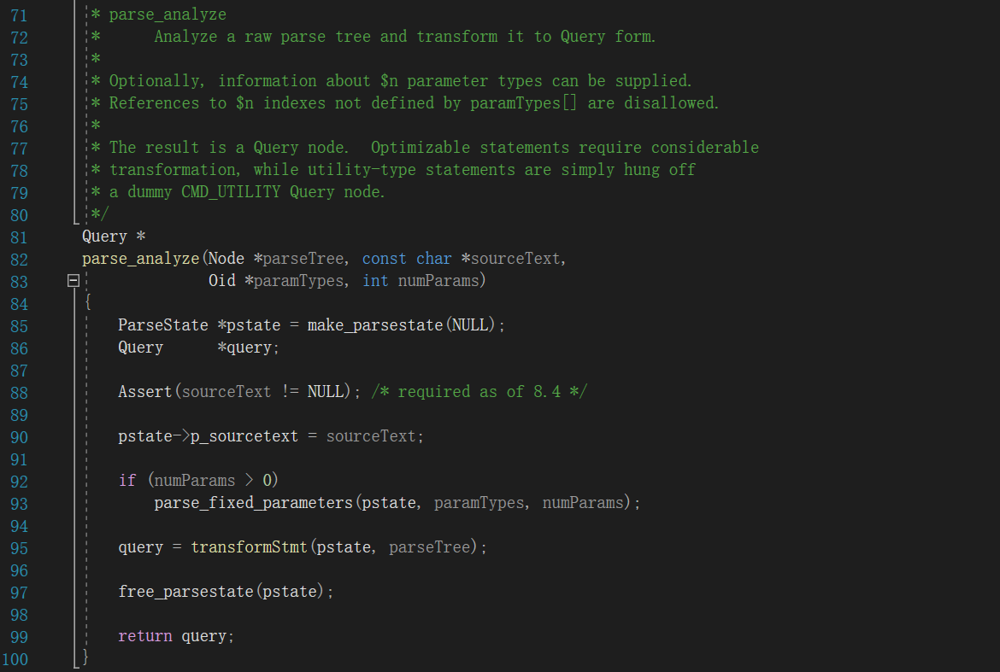 71 * parse_analyze
72 *      Analyze a raw parse tree and transform it to Query form.
73 *
74 * Optionally, information about $n parameter types can be supplied.
75 * References to $n indexes not defined by paramTypes[] are disallowed.
76 *
77 * The result is a Query node.  Optimizable statements require considerable
78 * transformation, while utility-type statements are simply hung off
79 * a dummy CMD_UTILITY Query node.
80 */
81 Query *
82 parse_analyze(Node *parseTree, const char *sourceText,
83               Oid *paramTypes, int numParams)
84 {
85     ParseState *pstate = make_parsestate(NULL);
86     Query      *query;
87
88     Assert(sourceText != NULL); /* required as of 8.4 */
89
90     pstate->p_sourcetext = sourceText;
91
92     if (numParams > 0)
93         parse_fixed_parameters(pstate, paramTypes, numParams);
94
95     query = transformStmt(pstate, parseTree);
96
97     free_parsestate(pstate);
98
99     return query;
100 }